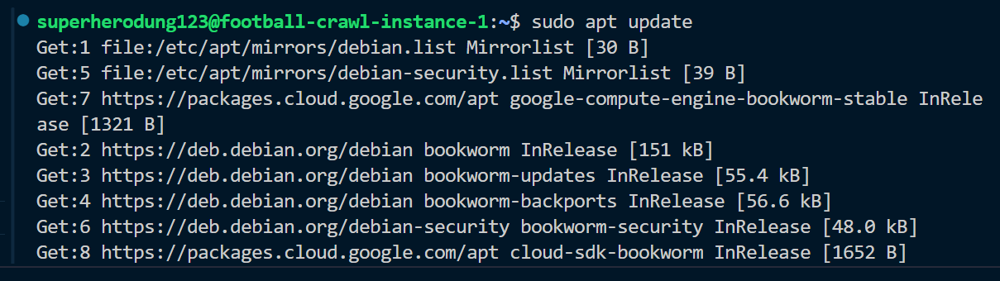 superherodung123@football-crawl-instance-1:~$ sudo apt update
Get:1 file:/etc/apt/mirrors/debian.list Mirrorlist [30 B]
Get:5 file:/etc/apt/mirrors/debian-security.list Mirrorlist [39 B]
Get:7 https://packages.cloud.google.com/apt google-compute-engine-bookworm-stable InRele
ase [1321 B]
Get:2 https://deb.debian.org/debian bookworm InRelease [151 kB]
Get:3 https://deb.debian.org/debian bookworm-updates InRelease [55.4 kB]
Get:4 https://deb.debian.org/debian bookworm-backports InRelease [56.6 kB]
Get:6 https://deb.debian.org/debian-security bookworm-security InRelease [48.0 kB]
Get:8 https://packages.cloud.google.com/apt cloud-sdk-bookworm InRelease [1652 B]